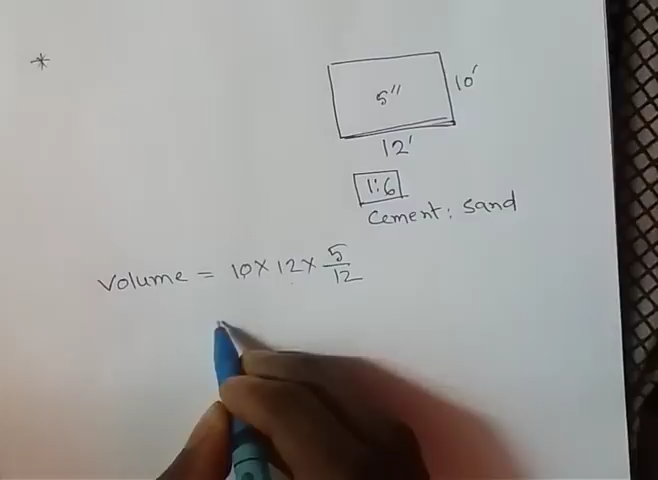 *
5"
10'
12'
1:6
Cement: Sand
Volume = 10 × 12 × 5/12